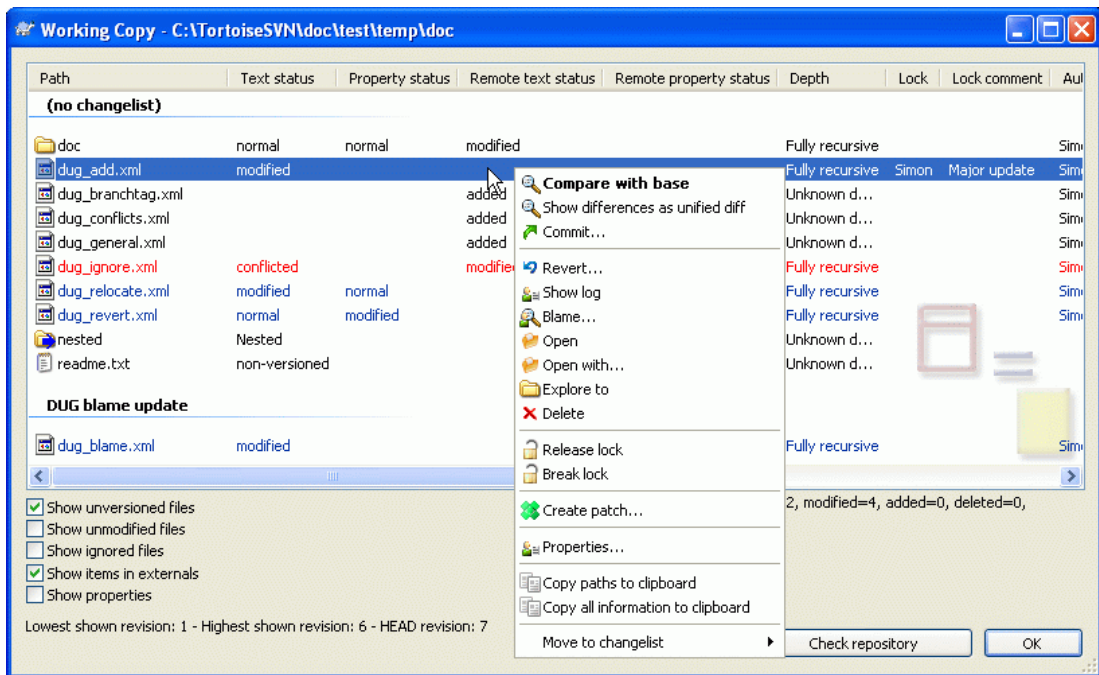 Working Copy - C:\TortoiseSVN\doc\test\temp\doc
Path Text status Property status Remote text status Remote property status Depth Lock Lock comment
(no changelist)
doc normal normal modified Fully recursive
dug_add.xml modified Fully recursive Simon Major update
dug_branchtag.xml added Unknown d...
dug_conflicts.xml added Unknown d...
dug_general.xml added Unknown d...
dug_ignore.xml conflicted Fully recursive
dug_relocate.xml modified normal Fully recursive
dug_revert.xml normal modified Fully recursive
nested Nested Unknown d...
readme.txt non-versioned Unknown d...
DUG blame update
dug_blame.xml modified Fully recursive
Compare with base
Show differences as unified diff
Commit...
Revert...
Show log
Blame...
Open
Open with...
Explore to
Delete
Release lock
Break lock
Create patch...
Properties...
Copy paths to clipboard
Copy all information to clipboard
Move to changelist
Show unversioned files
Show unmodified files
Show ignored files
Show items in externals
Show properties
2, modified=4, added=0, deleted=0,
Lowest shown revision: 1 - Highest shown revision: 6 - HEAD revision: 7
Check repository
OK